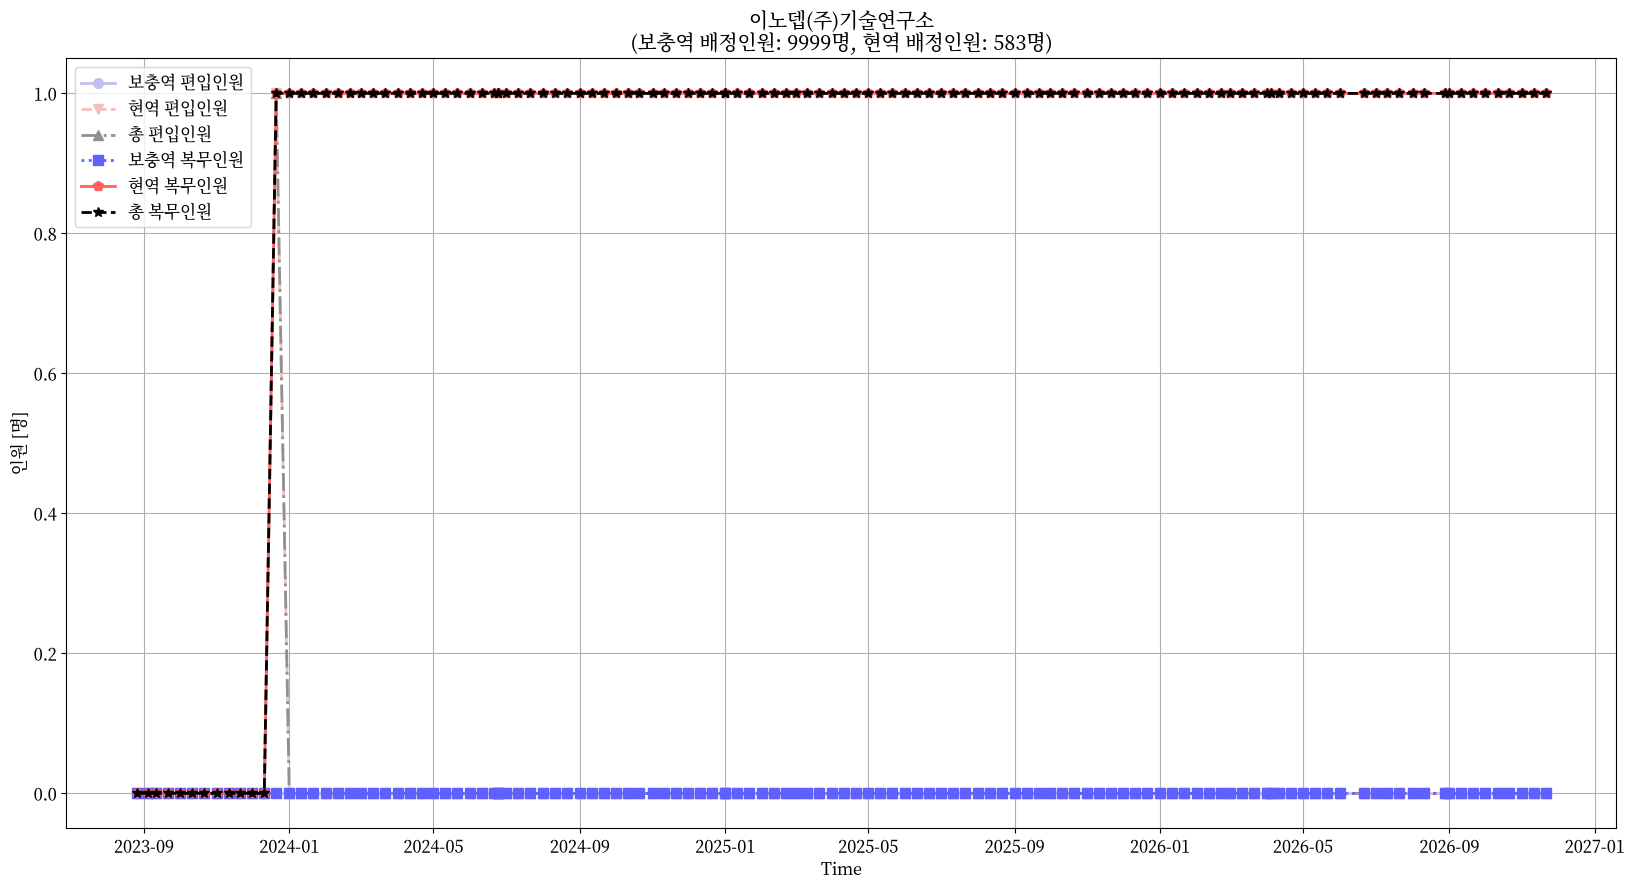 이노뎁(주)기술연구소
(보충역 배정인원: 9999명, 현역 배정인원: 583명)
보충역 편입인원
현역 편입인원
총 편입인원
보충역 복무인원
현역 복무인원
총 복무인원
인원 [명]
1.0
0.8
0.6
0.4
0.2
0.0
2023-09
2024-01
2024-05
2024-09
2025-01
2025-05
2025-09
2026-01
2026-05
2026-09
2027-01
Time